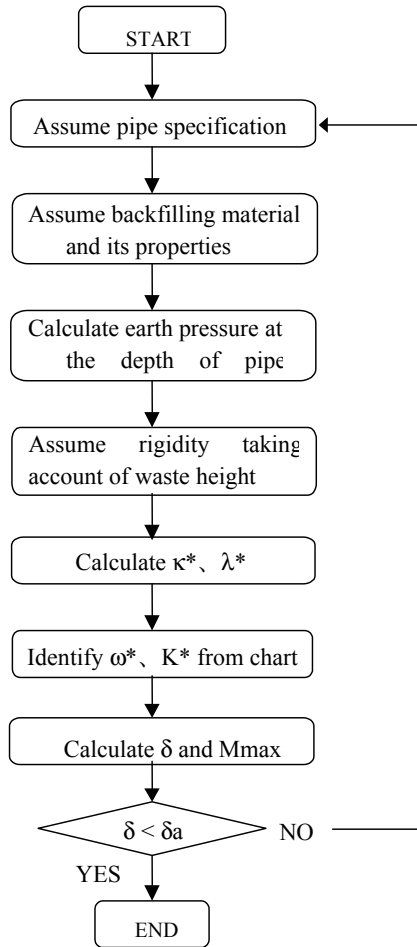 START
Assume pipe specification
Assume backfilling material
and its properties
Calculate earth pressure at
the depth of pipe
Assume rigidity taking
account of waste height
Calculate κ*、λ*
Identify ω*、K* from chart
Calculate δ and Mmax
δ < δa
NO
YES
END